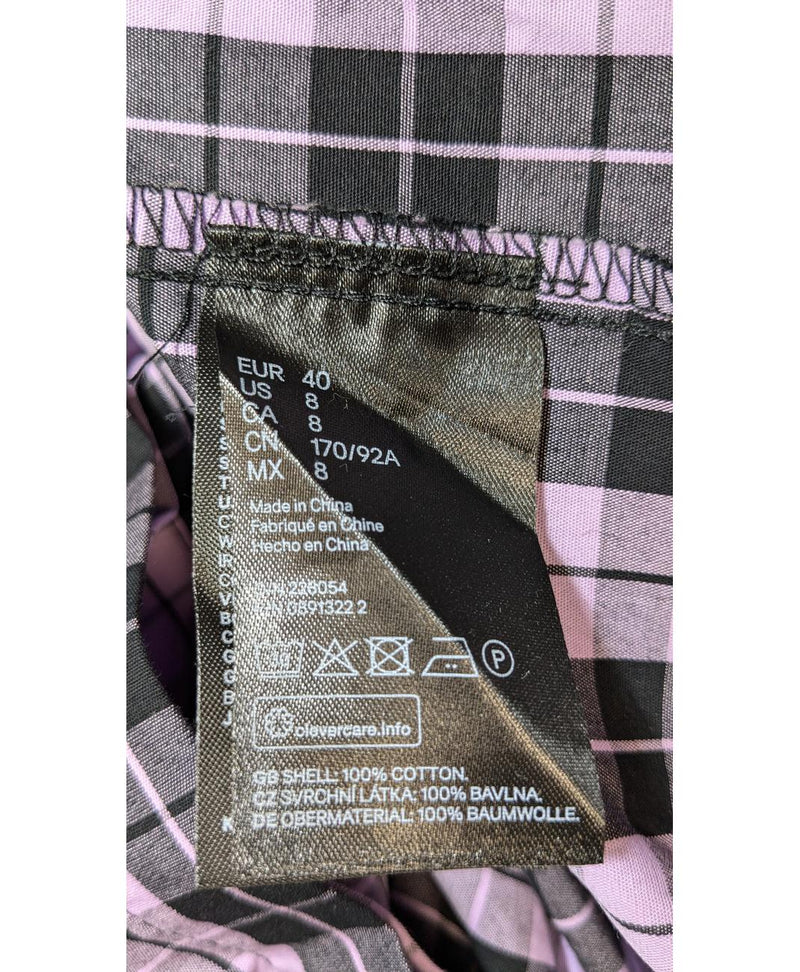 EUR 40
US 8
CA 8
CN 170/92A
MX 8
Made in China
Fabriqué en Chine
Hecho en China
226054
0891322 2
P
clevercare.info
GB SHELL: 100% COTTON.
CZ SVRCHNÍ LÁTKA: 100% BAVLNA.
DE OBERMATERIAL: 100% BAUMWOLLE.
K